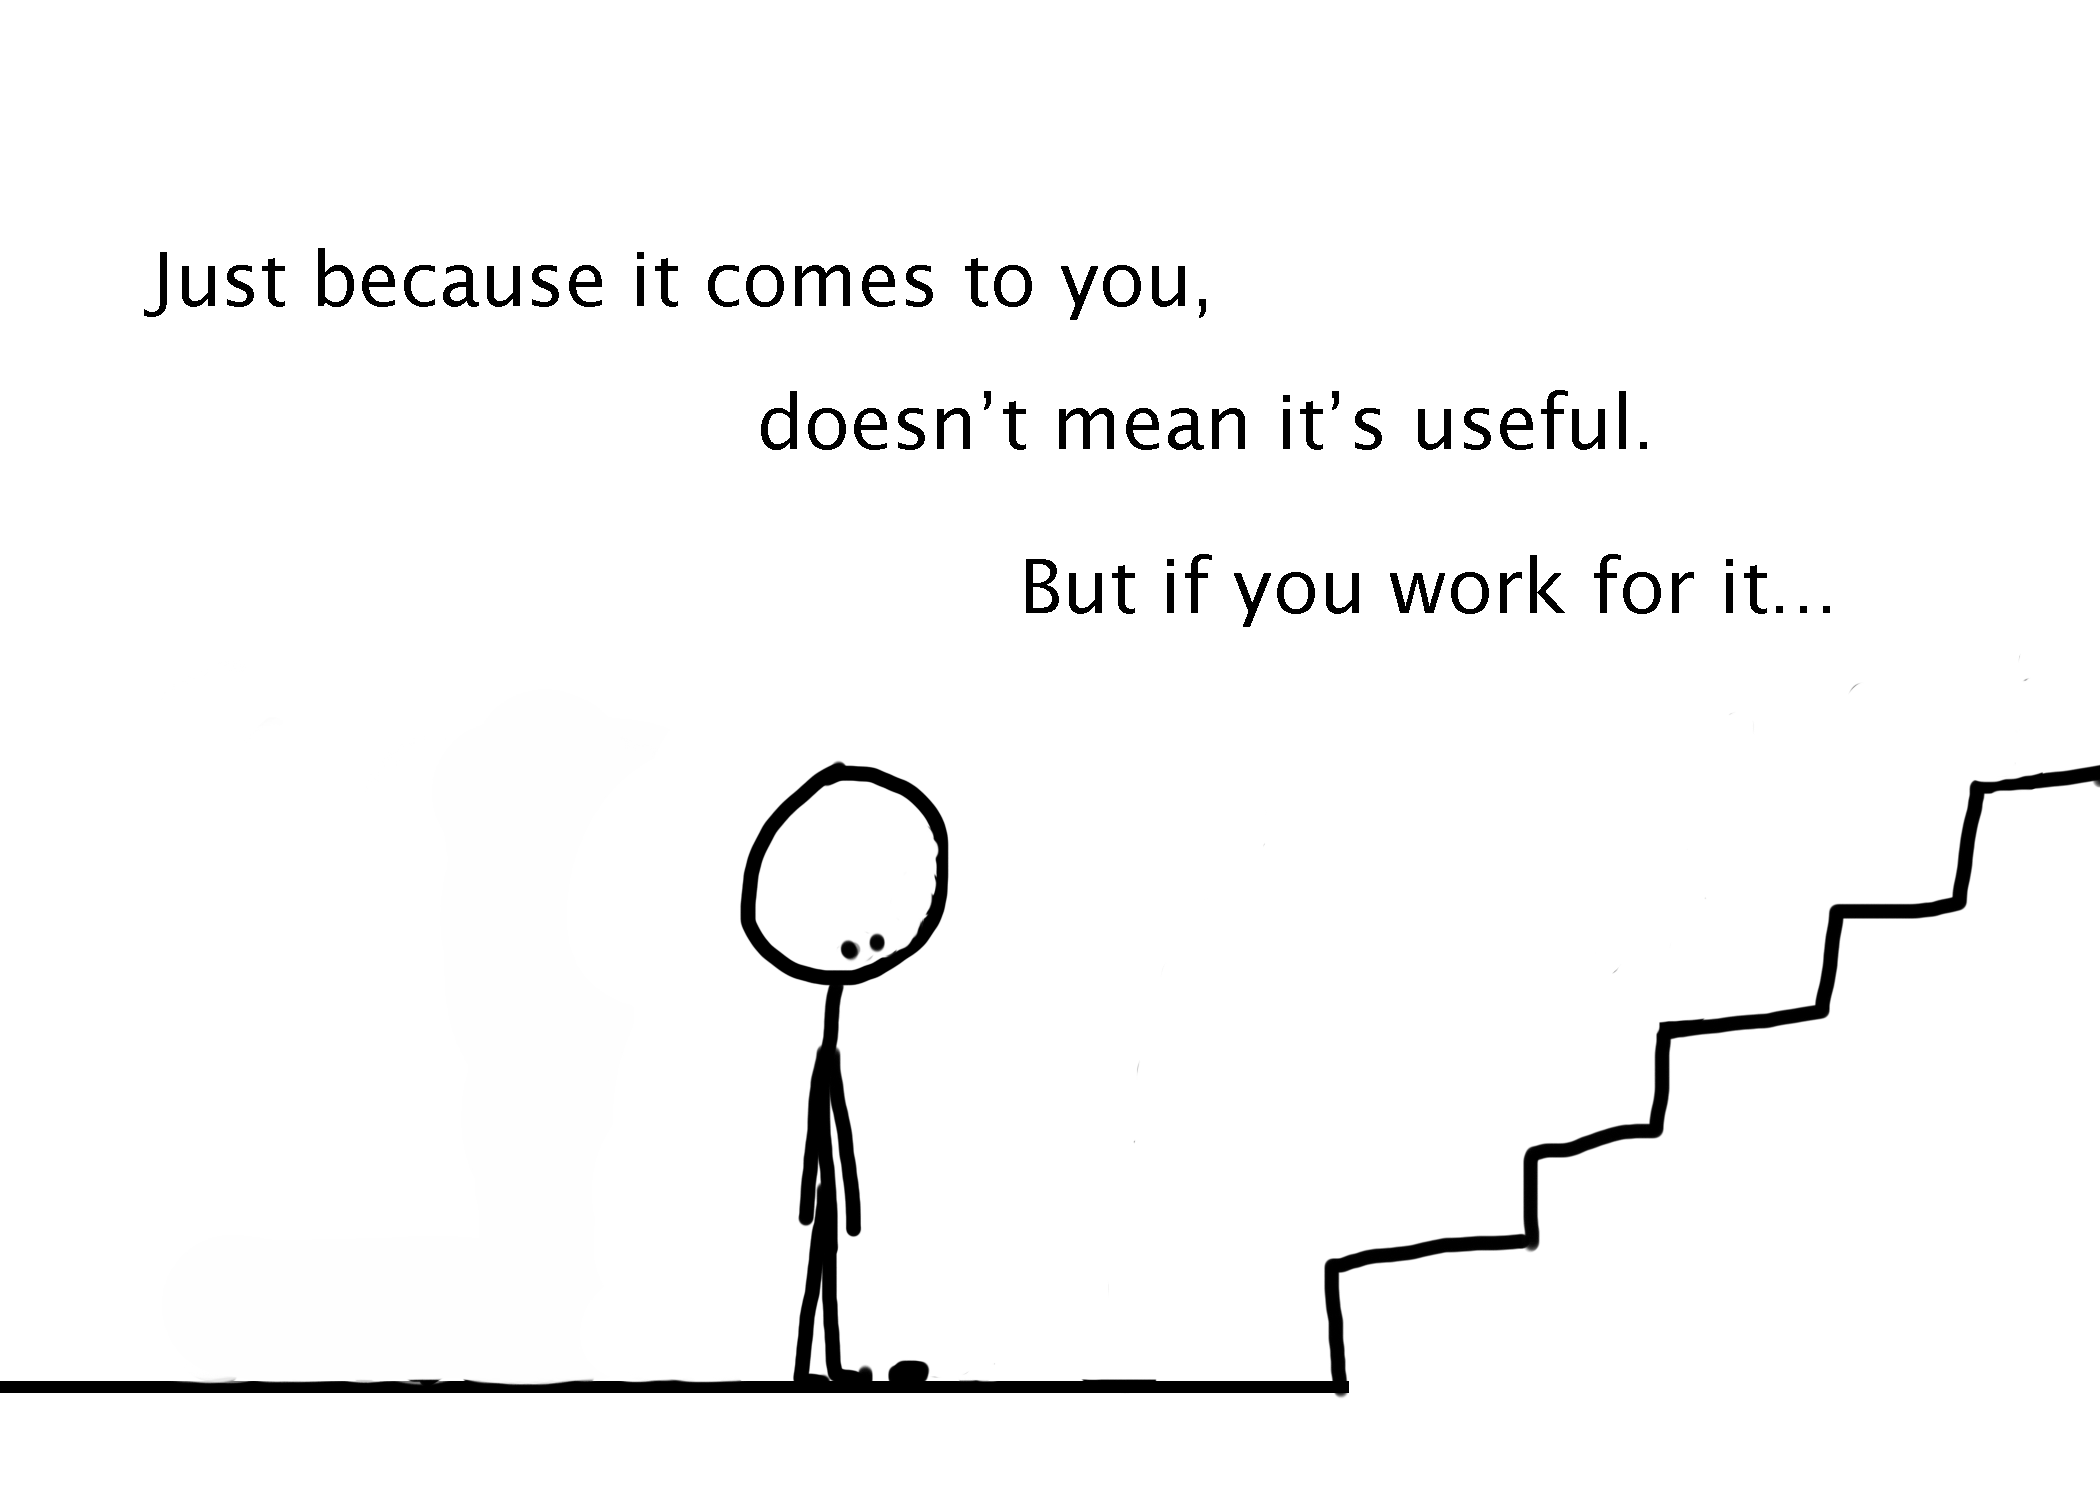 Just because it comes to you,
doesn’t mean it’s useful.
But if you work for it...